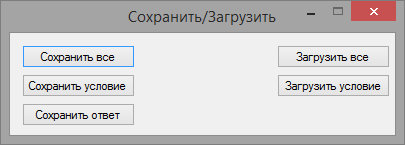 Сохранить/Загрузить
Сохранить все
Загрузить все
Сохранить условие
Загрузить условие
Сохранить ответ